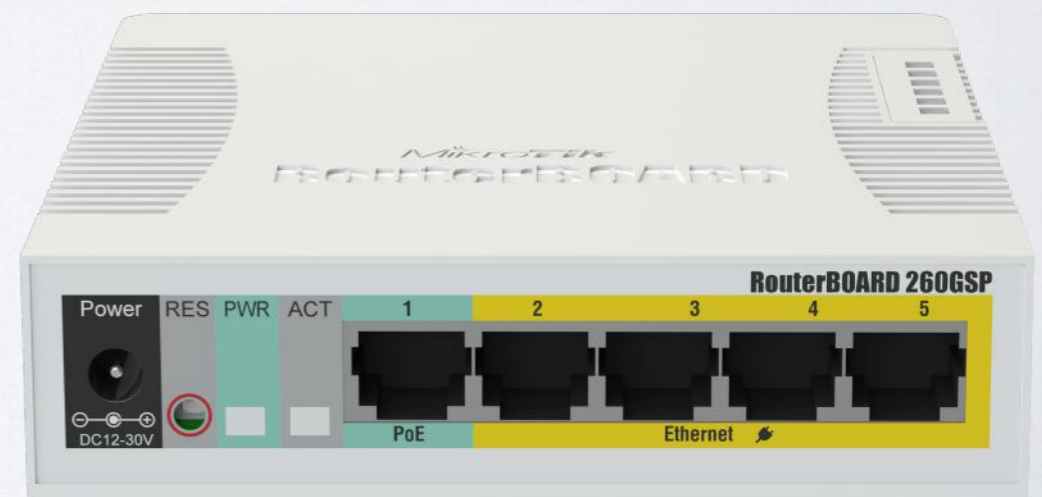 MikroTik
RouterBOARD
RouterBOARD 260GSP
Power RES PWR ACT 1 2 3 4 5
DC12-30V
PoE Ethernet